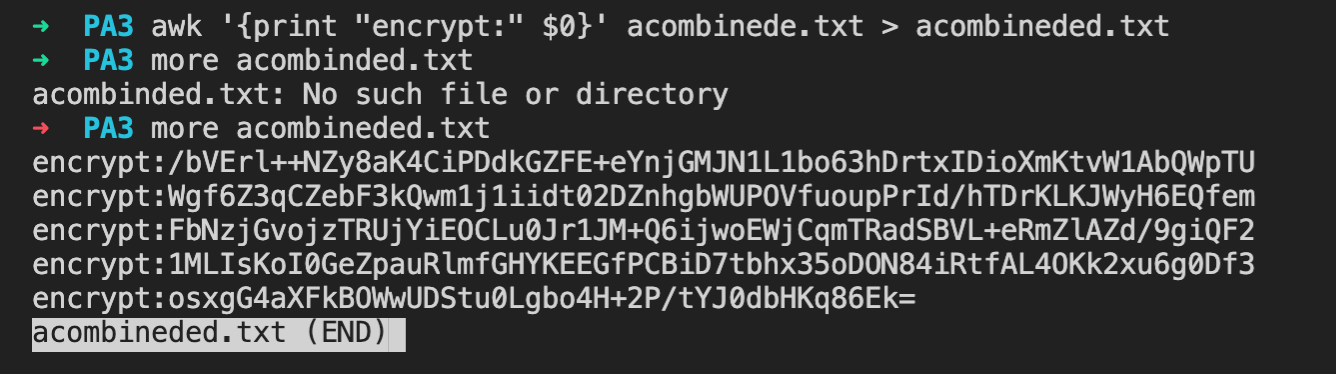 → PA3 awk '{print "encrypt:" $0}' acombinede.txt > acombineded.txt
→ PA3 more acombinded.txt
acombinded.txt: No such file or directory
→ PA3 more acombineded.txt
encrypt:/bVErl++NZy8aK4CiPDdkGZFE+eYnjGMJN1L1bo63hDrtxIDioXmKtvW1AbQWpTU
encrypt:Wgf6Z3qCZebF3kQwm1j1iidt02DZnhgbWUPOVfuoupPrId/hTDrKLKJWyH6EQfem
encrypt:FbNzjGvojzTRUjYiEOCLu0Jr1JM+Q6ijwoEWjCqmTRadSBVL+eRmZlAZd/9giQF2
encrypt:1MLIsKoI0GeZpauRlmfGHYKEEGfPCBiD7tbhx35oDON84iRtfAL4OKk2xu6g0Df3
encrypt:osxgG4aXFkBOWwUDStu0Lgbo4H+2P/tYJ0dbHKq86Ek=
acombineded.txt (END)